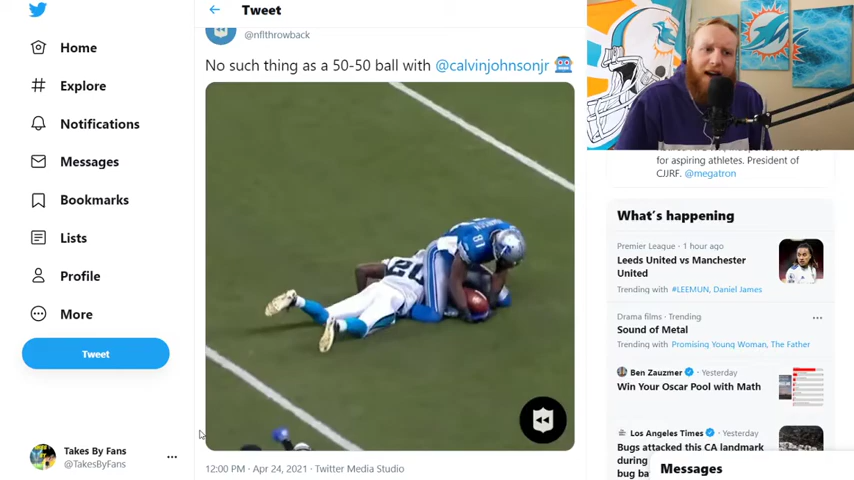 Home
Explore
Notifications
Messages
Bookmarks
Lists
Profile
More
Tweet
Takes By Fans
@TakesByFans
Tweet
@nflthrowback
No such thing as a 50-50 ball with @calvinjohnsonjr
JOHNSON
81
20
12:00 PM · Apr 24, 2021 · Twitter Media Studio
for aspiring athletes. President of
CJJRF. @megatron
What's happening
Premier League · 1 hour ago
Leeds United vs Manchester
United
Trending with #LEEMUN, Daniel James
Drama films · Trending
Sound of Metal
Trending with Promising Young Woman, The Father
Ben Zauzmer · Yesterday
Win Your Oscar Pool with Math
Los Angeles Times · Yesterday
Bugs attacked this CA landmark
during
bug ba
Messages